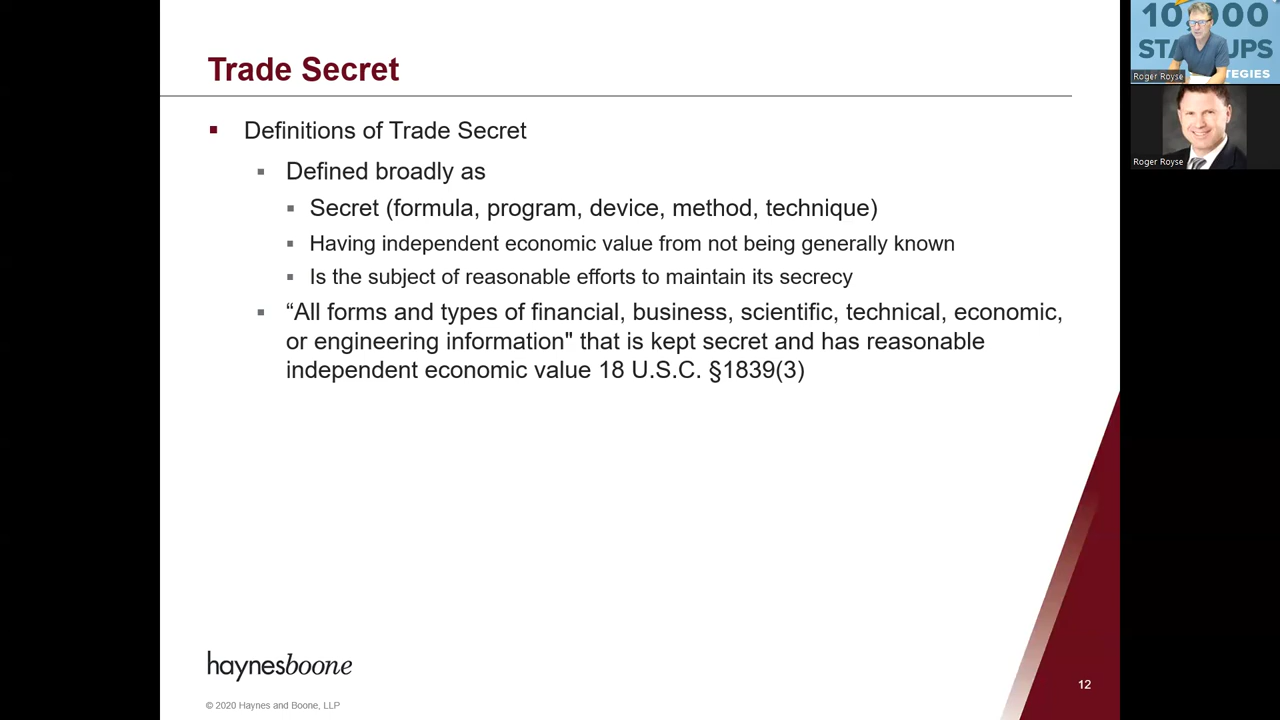 Trade Secret
Definitions of Trade Secret
Defined broadly as
Secret (formula, program, device, method, technique)
Having independent economic value from not being generally known
Is the subject of reasonable efforts to maintain its secrecy
“All forms and types of financial, business, scientific, technical, economic,
or engineering information" that is kept secret and has reasonable
independent economic value 18 U.S.C. §1839(3)
haynesboone
© 2020 Haynes and Boone, LLP
12
Roger Royse
Roger Royse